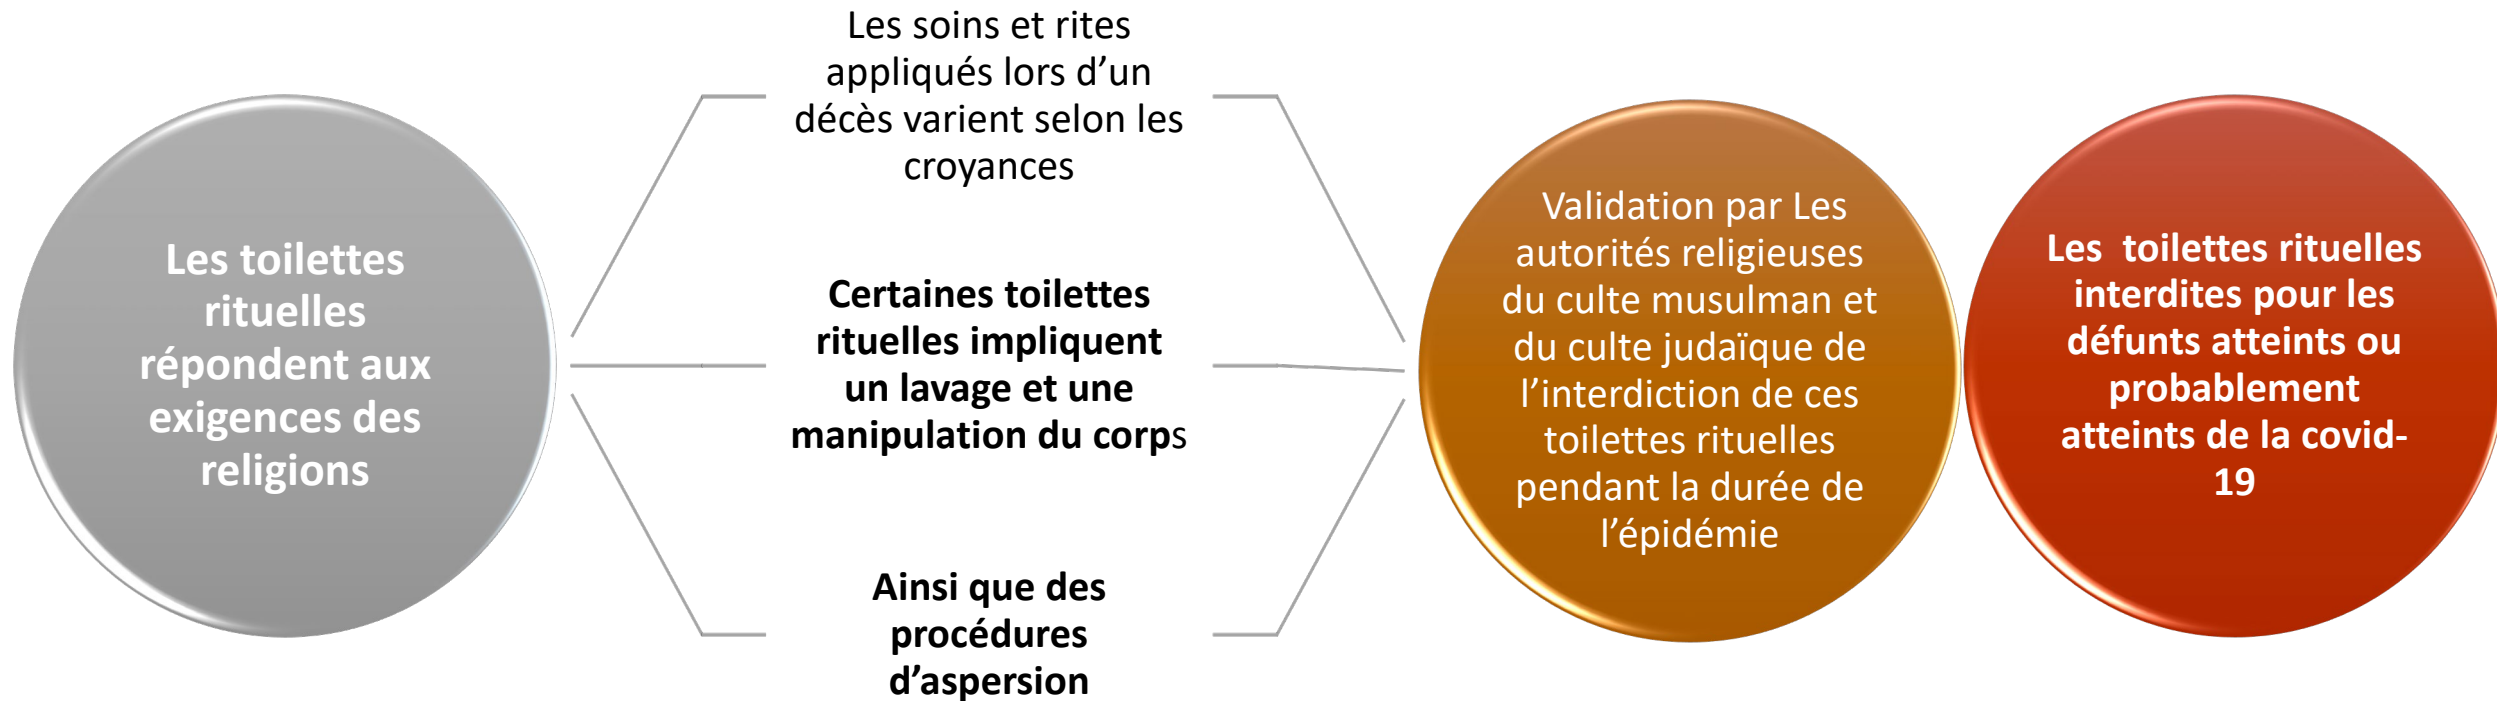 Les toilettes
rituelles
répondent aux
exigences des
religions
Les soins et rites
appliqués lors d’un
décès varient selon les
croyances
Certaines toilettes
rituelles impliquent
un lavage et une
manipulation du corps
Ainsi que des
procédures
d’aspersion
Validation par Les
autorités religieuses
du culte musulman et
du culte judaïque de
l’interdiction de ces
toilettes rituelles
pendant la durée de
l’épidémie
Les  toilettes rituelles
interdites pour les
défunts atteints ou
probablement
atteints de la covid-
19